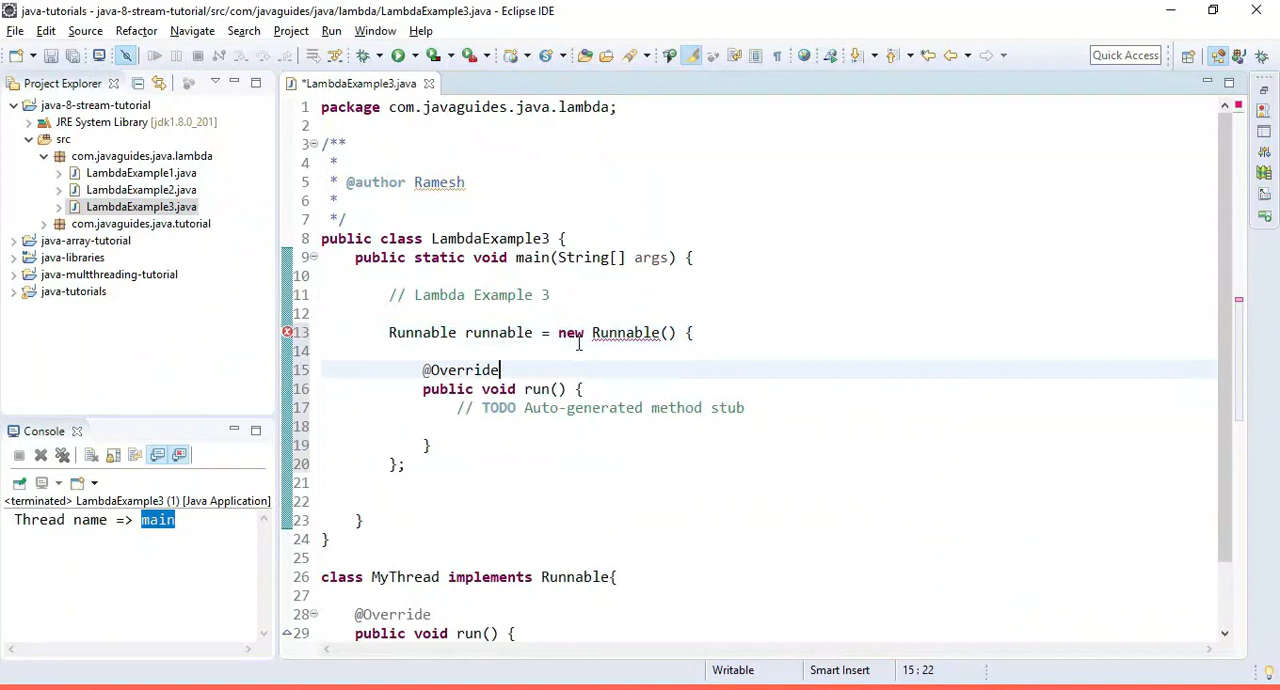 java-tutorials - java-8-stream-tutorial/src/com/javaguides/java/lambda/LambdaExample3.java - Eclipse IDE
File Edit Source Refactor Navigate Search Project Run Window Help
Quick Access
Project Explorer
java-8-stream-tutorial
JRE System Library [jdk1.8.0_201]
src
com.javaguides.java.lambda
LambdaExample1.java
LambdaExample2.java
LambdaExample3.java
com.javaguides.java.tutorial
java-array-tutorial
java-libraries
java-multthreading-tutorial
java-tutorials
Console
<terminated> LambdaExample3 (1) [Java Application]
Thread name => main
*LambdaExample3.java
1 package com.javaguides.java.lambda;
2
3 /**
4 *
5 * @author Ramesh
6 *
7 */
8 public class LambdaExample3 {
9 public static void main(String[] args) {
10
11 // Lambda Example 3
12
13 Runnable runnable = new Runnable() {
14
15 @Override
16 public void run() {
17 // TODO Auto-generated method stub
18
19 }
20 };
21
22
23 }
24 }
25
26 class MyThread implements Runnable{
27
28 @Override
29 public void run() {
Writable Smart Insert 15 : 22